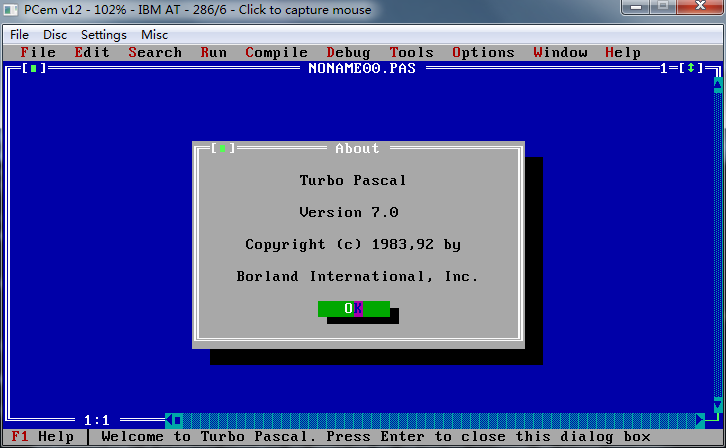 PCem v12 - 102% - IBM AT - 286/6 - Click to capture mouse
File Disc Settings Misc
File Edit Search Run Compile Debug Tools Options Window Help
NONAME00.PAS 1
About
Turbo Pascal
Version 7.0
Copyright (c) 1983,92 by
Borland International, Inc.
OK
1:1
F1 Help | Welcome to Turbo Pascal. Press Enter to close this dialog box